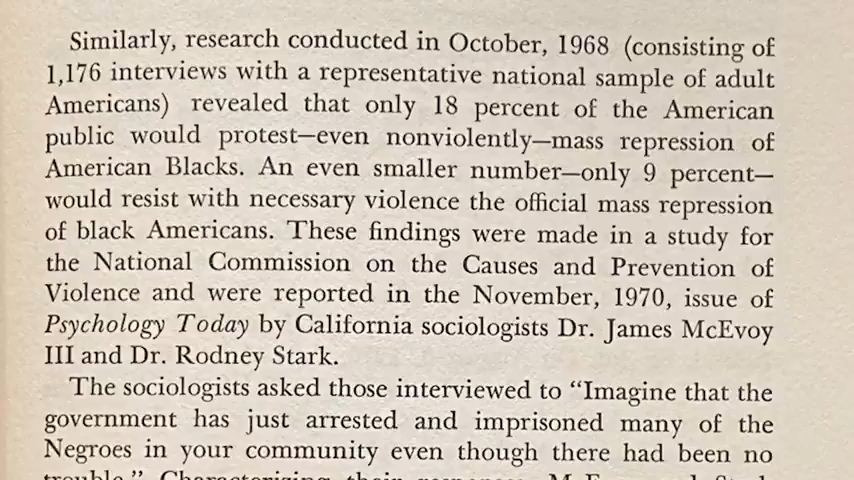 Similarly, research conducted in October, 1968 (consisting of
1,176 interviews with a representative national sample of adult
Americans) revealed that only 18 percent of the American
public would protest—even nonviolently—mass repression of
American Blacks. An even smaller number—only 9 percent—
would resist with necessary violence the official mass repression
of black Americans. These findings were made in a study for
the National Commission on the Causes and Prevention of
Violence and were reported in the November, 1970, issue of
Psychology Today by California sociologists Dr. James McEvoy
III and Dr. Rodney Stark.
The sociologists asked those interviewed to “Imagine that the
government has just arrested and imprisoned many of the
Negroes in your community even though there had been no
trouble.” Characterizing their